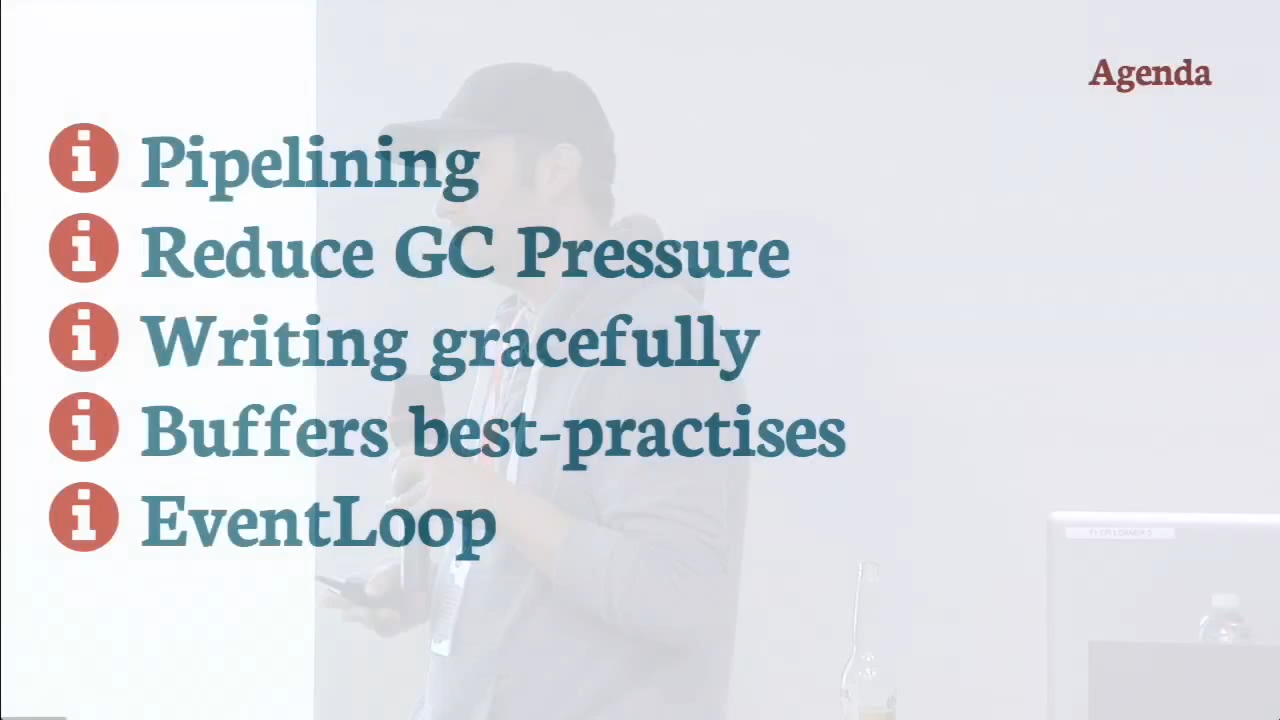 Agenda
Pipelining
Reduce GC Pressure
Writing gracefully
Buffers best-practises
EventLoop